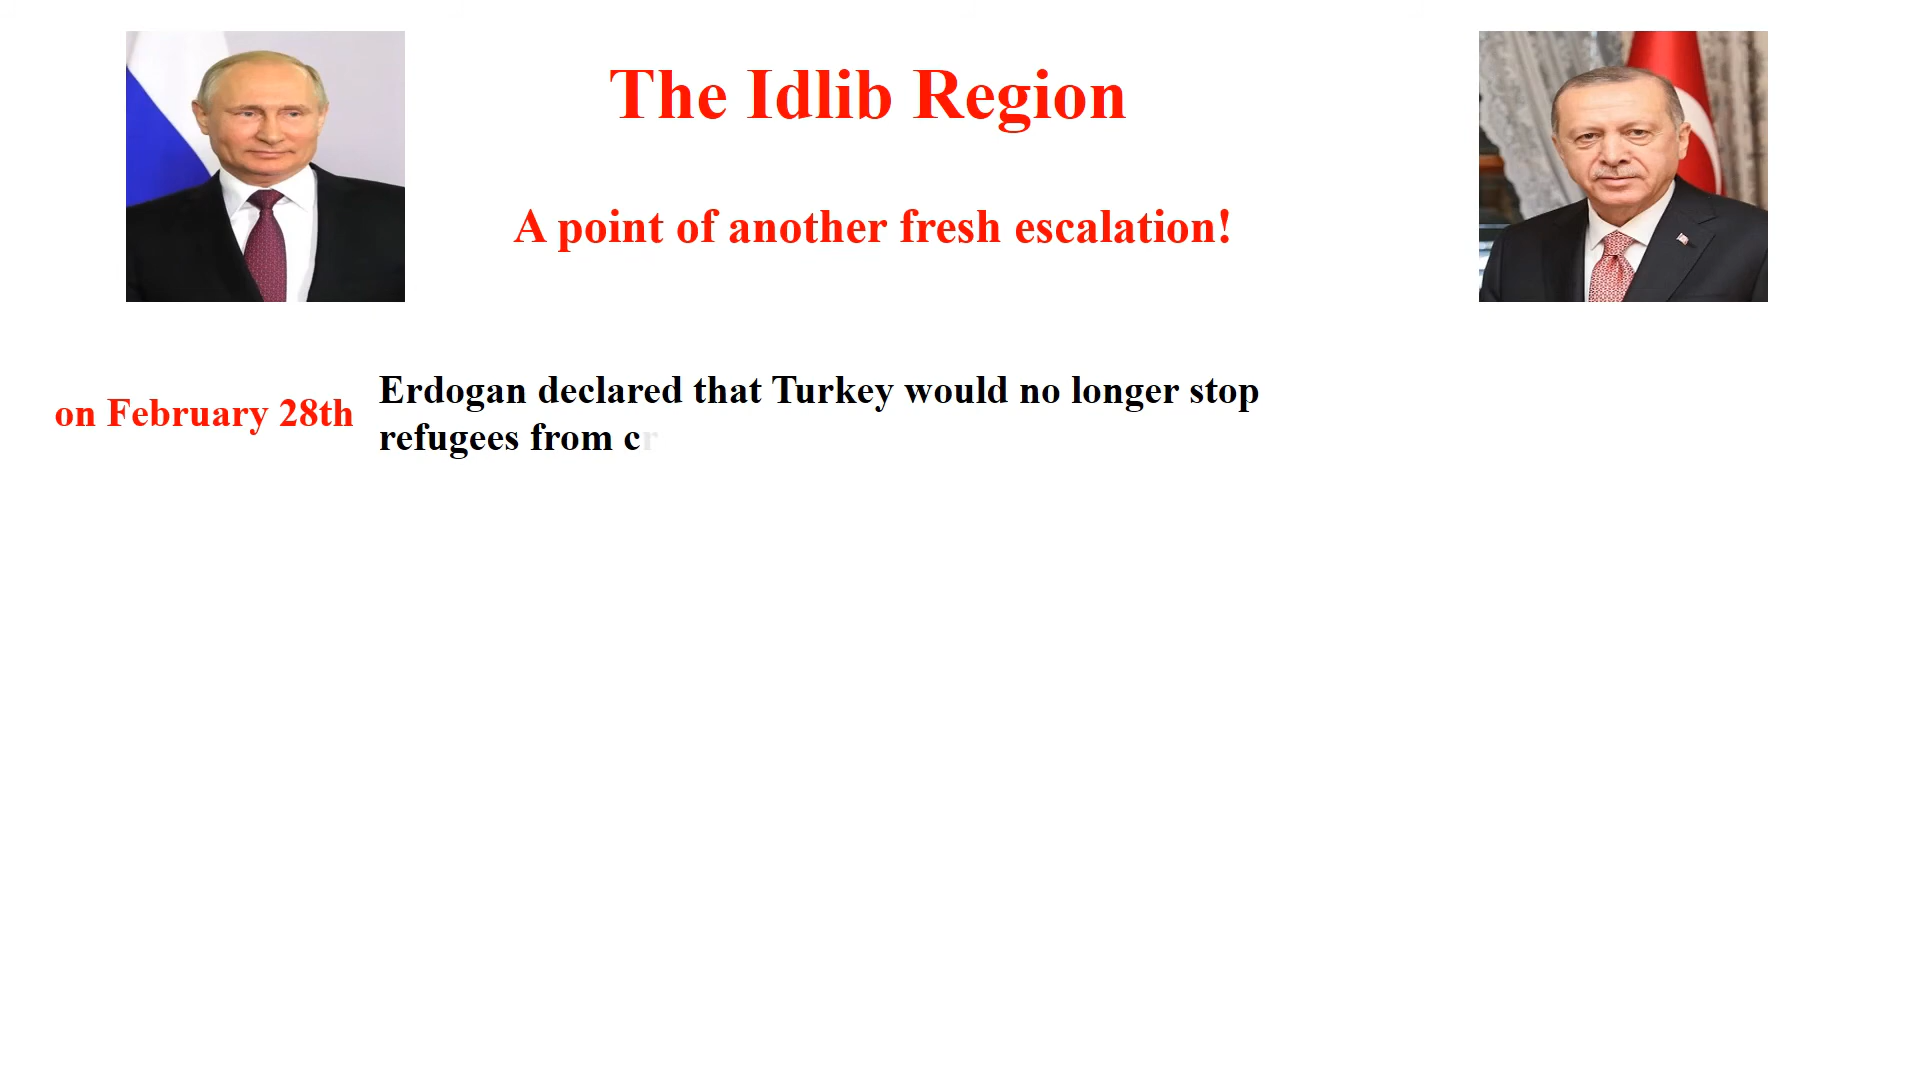 The Idlib Region
A point of another fresh escalation!
on February 28th
Erdogan declared that Turkey would no longer stop
refugees from cr